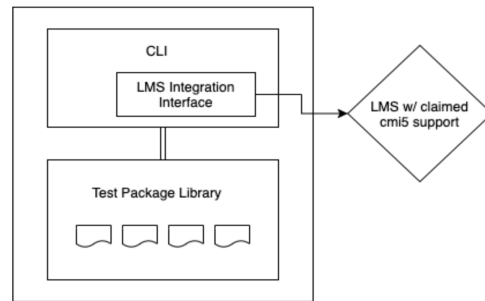 CLI
LMS Integration
Interface
LMS w/ claimed
cmi5 support
Test Package Library